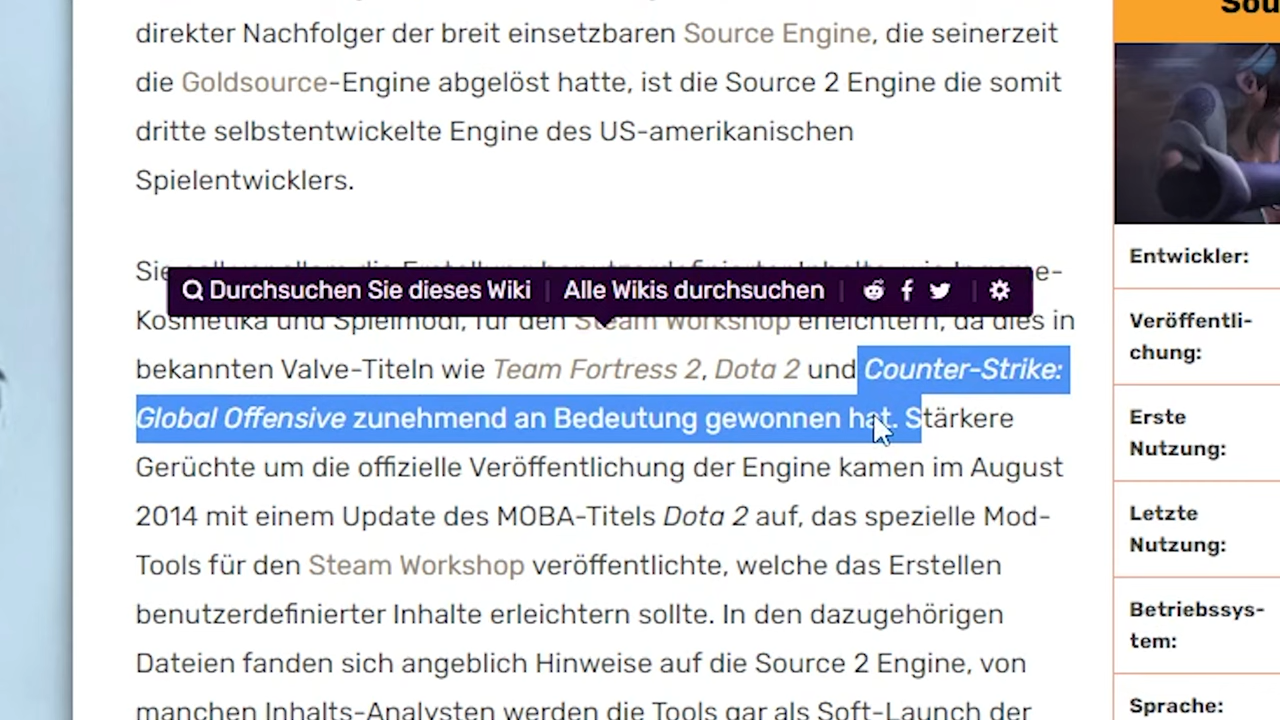 direkter Nachfolger der breit einsetzbaren Source Engine, die seinerzeit
die Goldsource-Engine abgelöst hatte, ist die Source 2 Engine die somit
dritte selbstentwickelte Engine des US-amerikanischen
Spielentwicklers.
Durchsuchen Sie dieses Wiki | Alle Wikis durchsuchen
Kosmetika und Spielmodi, für den Steam Workshop erleichtern, da dies in
bekannten Valve-Titeln wie Team Fortress 2, Dota 2 und Counter-Strike:
Global Offensive zunehmend an Bedeutung gewonnen hat. Stärkere
Gerüchte um die offizielle Veröffentlichung der Engine kamen im August
2014 mit einem Update des MOBA-Titels Dota 2 auf, das spezielle Mod-
Tools für den Steam Workshop veröffentlichte, welche das Erstellen
benutzerdefinierter Inhalte erleichtern sollte. In den dazugehörigen
Dateien fanden sich angeblich Hinweise auf die Source 2 Engine, von
manchen Inhalts-Analysten werden die Tools gar als Soft-Launch der
Sou
Entwickler:
Veröffentli-
chung:
Erste
Nutzung:
Letzte
Nutzung:
Betriebssys-
tem:
Sprache: